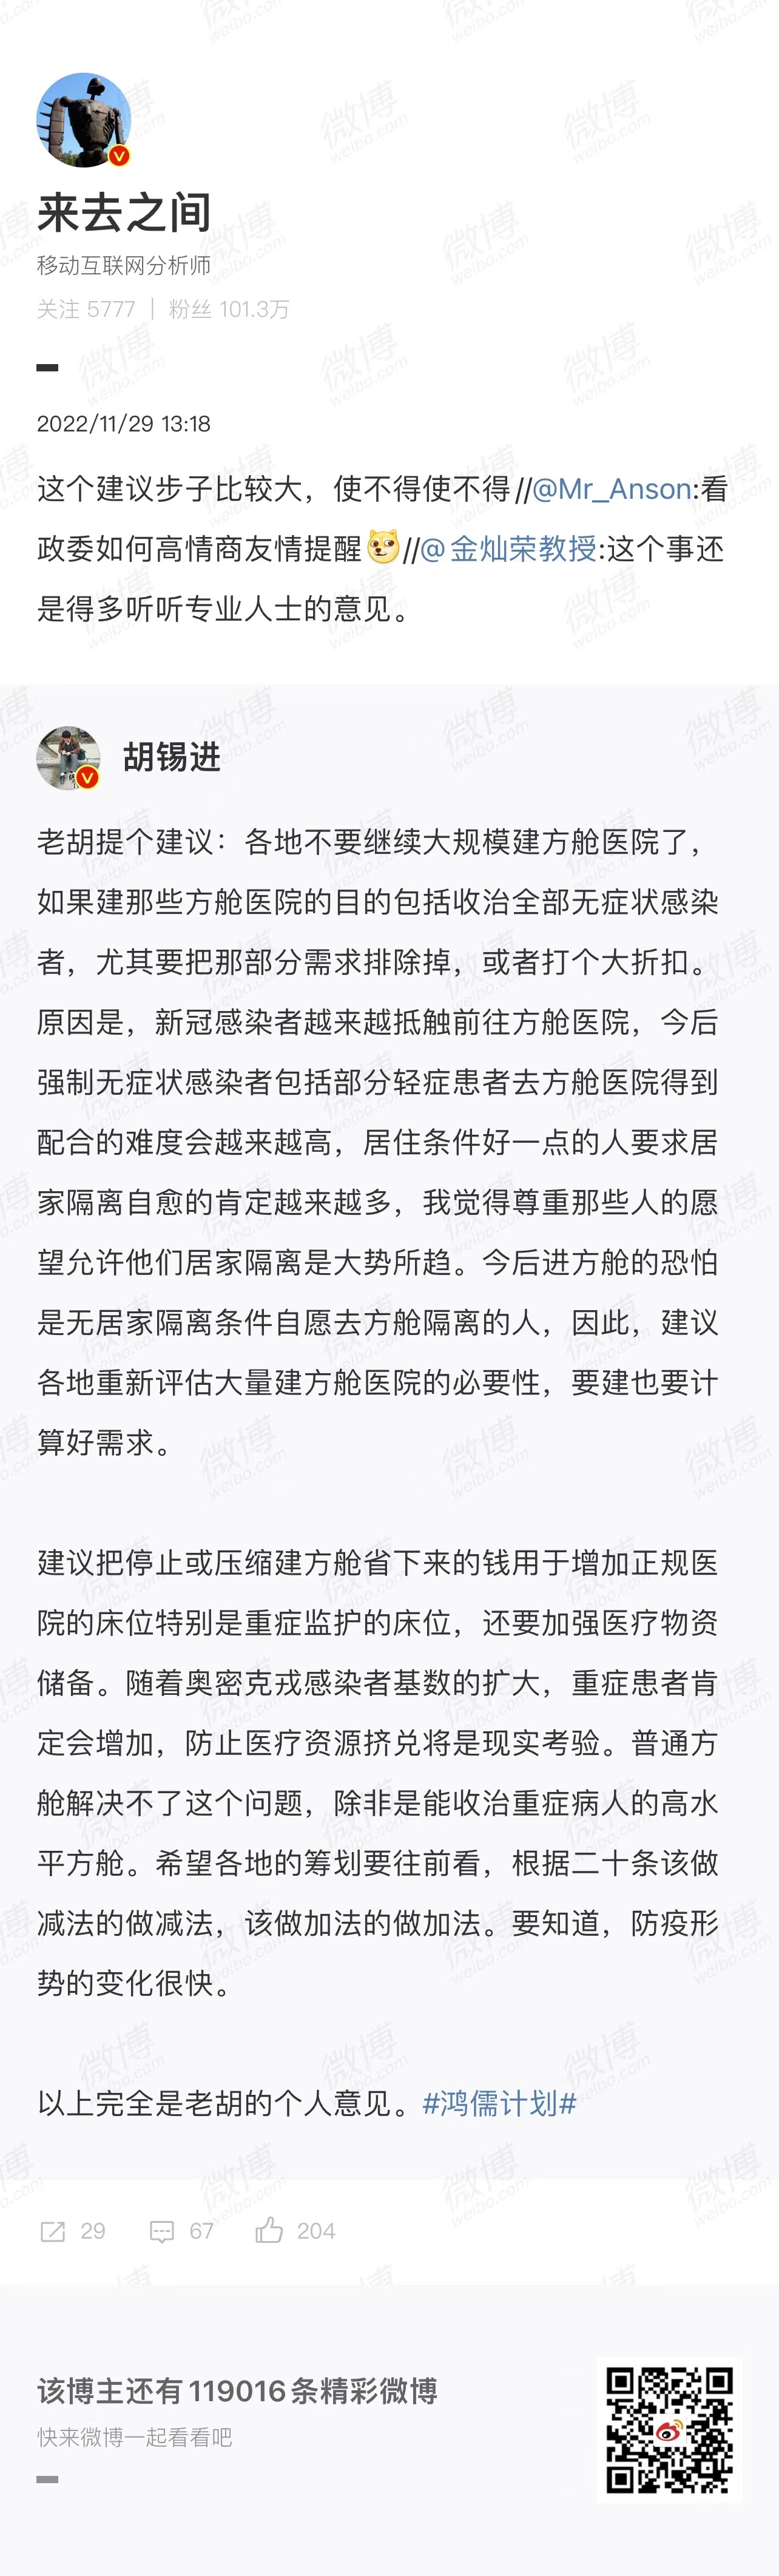 来去之间
移动互联网分析师
关注 5777 | 粉丝 101.3万
2022/11/29 13:18
这个建议步子比较大，使不得使不得//@Mr_Anson:看
政委如何高情商友情提醒//@金灿荣教授:这个事还
是得多听听专业人士的意见。
胡锡进
老胡提个建议：各地不要继续大规模建方舱医院了，
如果建那些方舱医院的目的包括收治全部无症状感染
者，尤其要把那部分需求排除掉，或者打个大折扣。
原因是，新冠感染者越来越抵触前往方舱医院，今后
强制无症状感染者包括部分轻症患者去方舱医院得到
配合的难度会越来越高，居住条件好一点的人要求居
家隔离自愈的肯定越来越多，我觉得尊重那些人的愿
望允许他们居家隔离是大势所趋。今后进方舱的恐怕
是无居家隔离条件自愿去方舱隔离的人，因此，建议
各地重新评估大量建方舱医院的必要性，要建也要计
算好需求。
建议把停止或压缩建方舱省下来的钱用于增加正规医
院的床位特别是重症监护的床位，还要加强医疗物资
储备。随着奥密克戎感染者基数的扩大，重症患者肯
定会增加，防止医疗资源挤兑将是现实考验。普通方
舱解决不了这个问题，除非是能收治重症病人的高水
平方舱。希望各地的筹划要往前看，根据二十条该做
减法的做减法，该做加法的做加法。要知道，防疫形
势的变化很快。
以上完全是老胡的个人意见。#鸿儒计划#
29 67 204
该博主还有119016条精彩微博
快来微博一起看看吧
微博
weibo.com